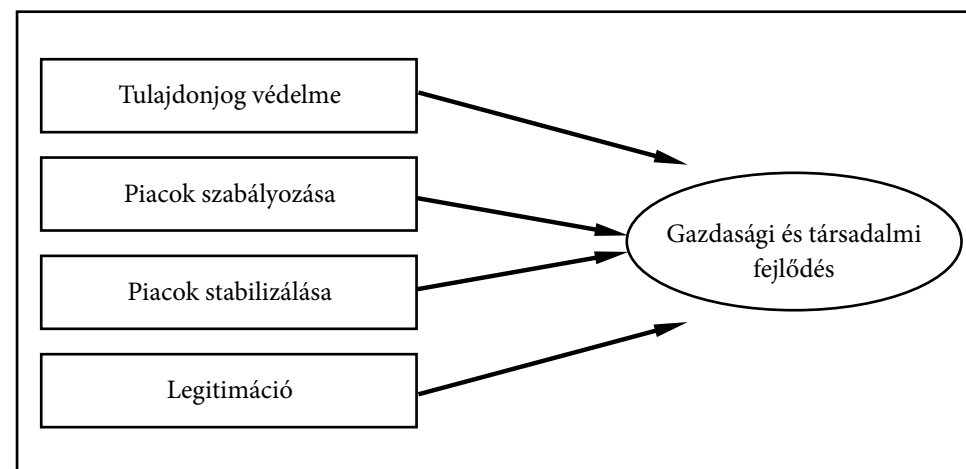 Tulajdonjog védelme
Piacok szabályozása
Piacok stabilizálása
Legitimáció
Gazdasági és társadalmi
fejlődés